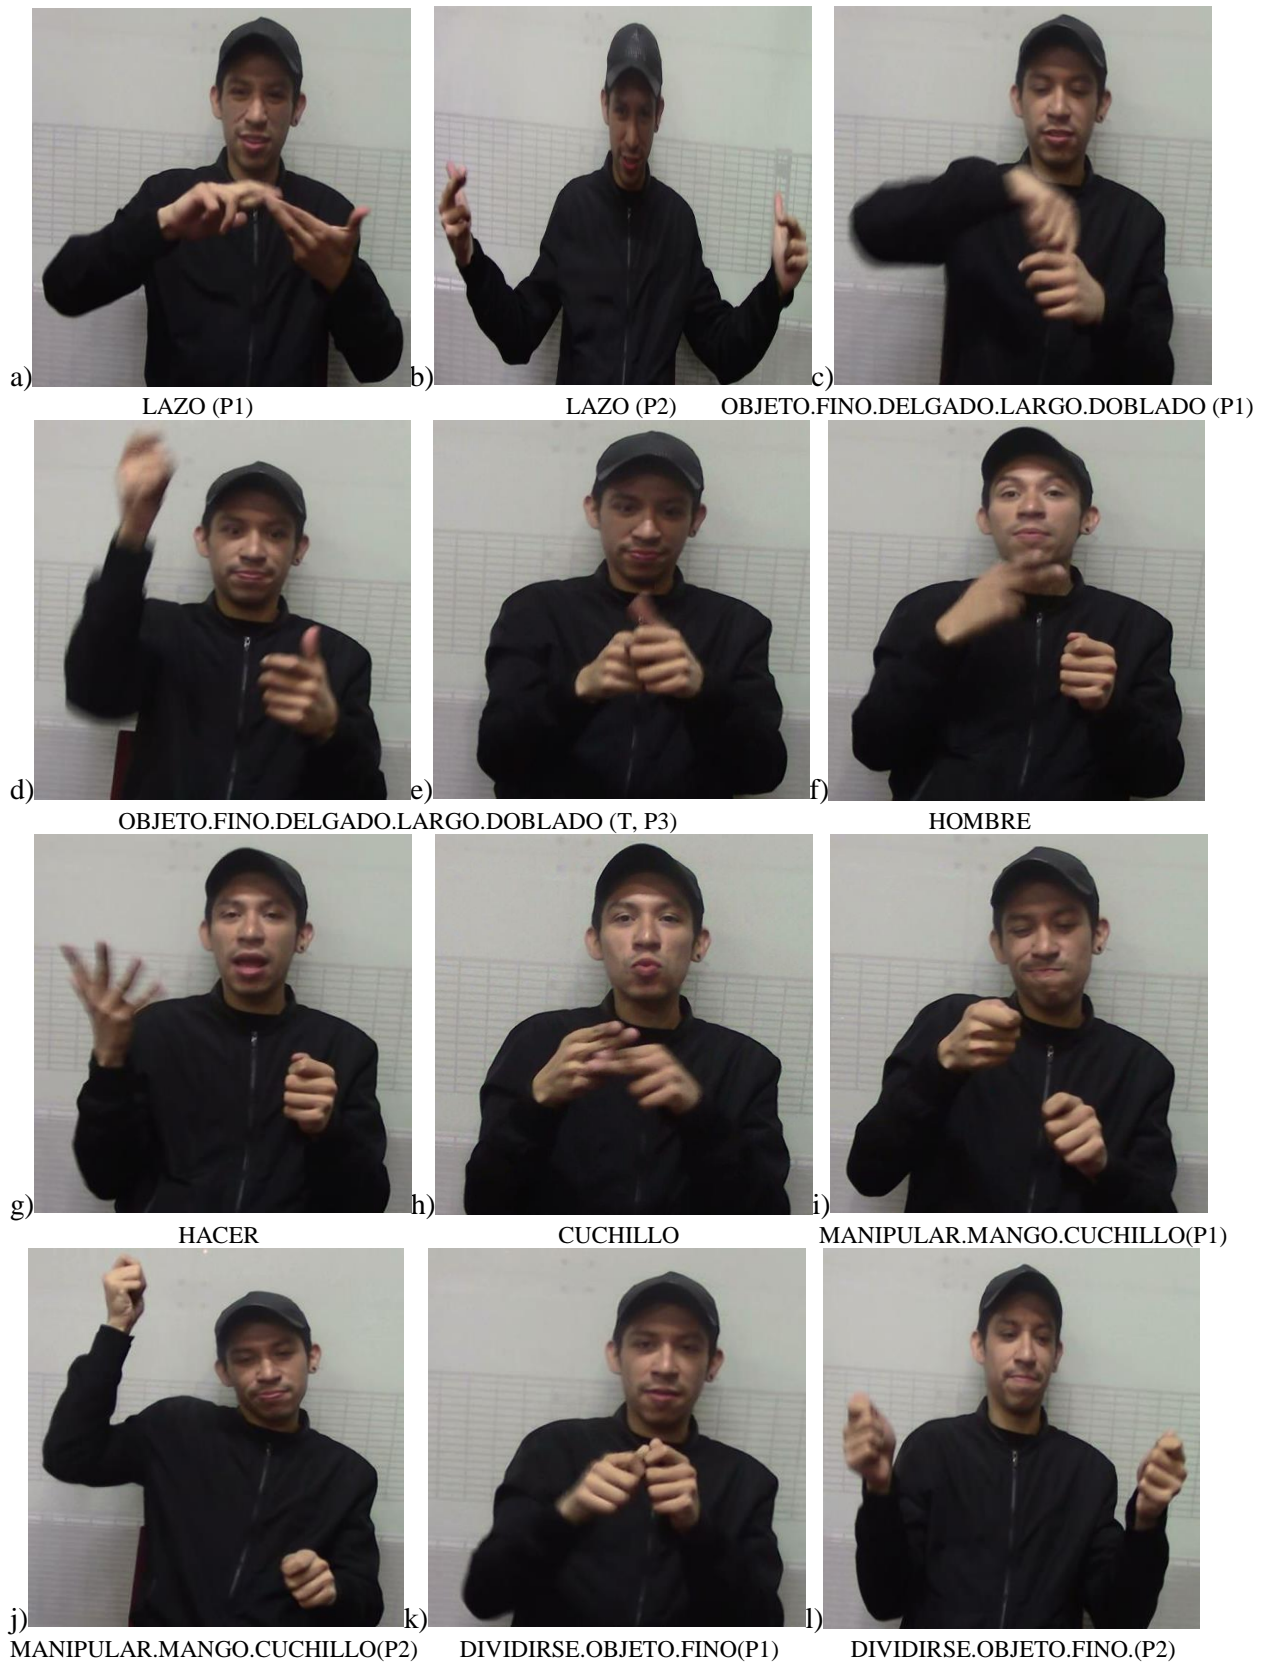 a) b) c)
LAZO (P1) LAZO (P2) OBJETO.FINO.DELGADO.LARGO.DOBLADO (P1)
d) e) f)
OBJETO.FINO.DELGADO.LARGO.DOBLADO (T, P3) HOMBRE
g) h) i)
HACER CUCHILLO MANIPULAR.MANGO.CUCHILLO(P1)
j) k) l)
MANIPULAR.MANGO.CUCHILLO(P2) DIVIDIRSE.OBJETO.FINO(P1) DIVIDIRSE.OBJETO.FINO.(P2)